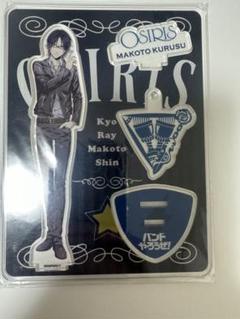 OSIRIS
MAKOTO KURUSU
OSIRIS
Kyo
Ray
Makoto
Shin
バンド
やろうぜ!